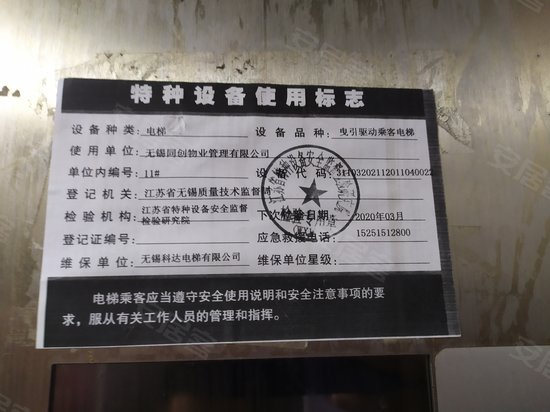 特种设备使用标志
设备种类: 电梯 设备品种: 曳引驱动乘客电梯
使用单位: 无锡同创物业管理有限公司
单位内编号: 11# 设备代码:
登记机关: 江苏省无锡质量技术监督局
检验机构: 江苏省特种设备安全监督检验研究院 下次检验日期: 2020年03月
登记证编号: 应急救援电话: 15251512800
维保单位: 无锡科达电梯有限公司 维保单位星级:
电梯乘客应当遵守安全使用说明和安全注意事项的要
求,服从有关工作人员的管理和指挥。